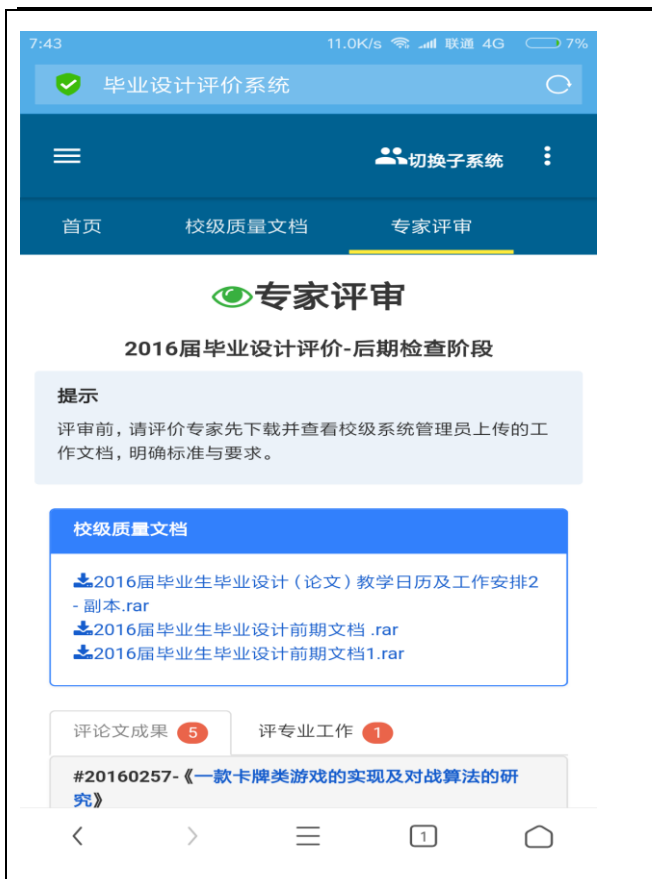 7:43 11.0K/s 联通 4G 7%
毕业设计评价系统
切换子系统
首页 校级质量文档 专家评审
专家评审
2016届毕业设计评价-后期检查阶段
提示
评审前，请评价专家先下载并查看校级系统管理员上传的工
作文档，明确标准与要求。
校级质量文档
2016届毕业生毕业设计（论文）教学日历及工作安排2
- 副本.rar
2016届毕业生毕业设计前期文档 .rar
2016届毕业生毕业设计前期文档1.rar
评论文成果 5 评专业工作 1
#20160257-《一款卡牌类游戏的实现及对战算法的研
究》
1